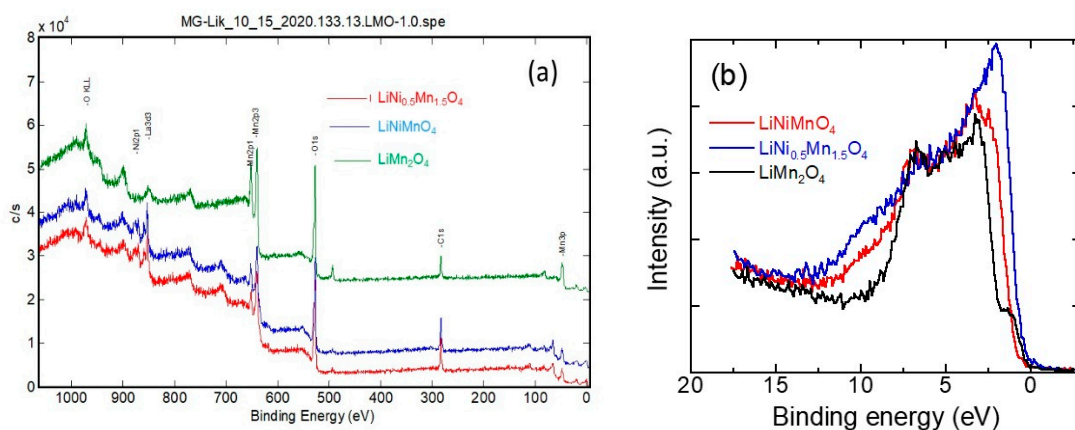 MG-Lik_10_15_2020.133.13.LMO-1.0.spe
x 10⁴
8
7
6
5
4
3
2
1
0
c/s
(a)
LiNi₀.₅Mn₁.₅O₄
LiNiMnO₄
LiMn₂O₄
-O KLL
-Ni2p1
-La3d3
-Mn2p1
-Mn2p3
-O1s
-C1s
-Mn3p
1000 900 800 700 600 500 400 300 200 100 0
Binding Energy (eV)
(b)
LiNiMnO₄
LiNi₀.₅Mn₁.₅O₄
LiMn₂O₄
Intensity (a.u.)
20 15 10 5 0
Binding energy (eV)